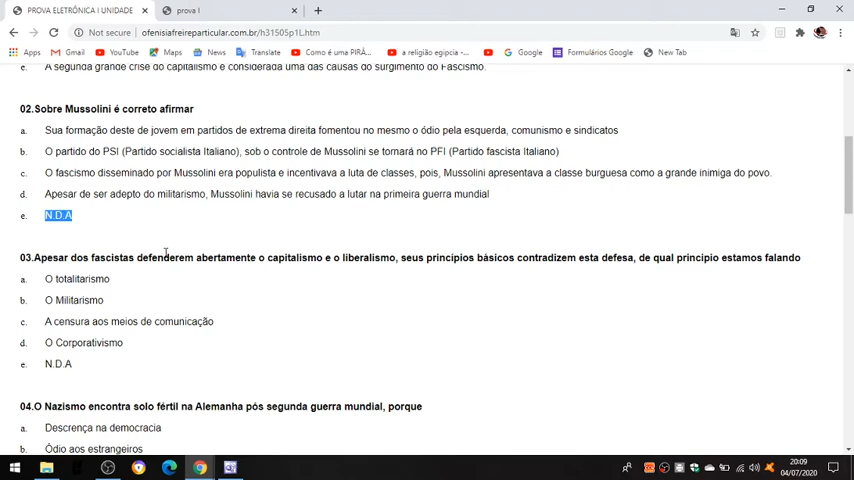 PROVA ELETRÔNICA I UNIDADE
prova I
Not secure
ofenisiafreireparticular.com.br/h31505p1L.htm
Apps
Gmail
YouTube
Maps
News
Translate
Como é uma PIRÂ...
a religião egipcia -...
Google
Formulários Google
New Tab
e. A segunda grande crise do capitalismo e considerada uma das causas do surgimento do Fascismo.
02.Sobre Mussolini é correto afirmar
a. Sua formação deste de jovem em partidos de extrema direita fomentou no mesmo o ódio pela esquerda, comunismo e sindicatos
b. O partido do PSI (Partido socialista Italiano), sob o controle de Mussolini se tornará no PFI (Partido fascista Italiano)
c. O fascismo disseminado por Mussolini era populista e incentivava a luta de classes, pois, Mussolini apresentava a classe burguesa como a grande inimiga do povo.
d. Apesar de ser adepto do militarismo, Mussolini havia se recusado a lutar na primeira guerra mundial
e. N.D.A
03.Apesar dos fascistas defenderem abertamente o capitalismo e o liberalismo, seus princípios básicos contradizem esta defesa, de qual principio estamos falando
a. O totalitarismo
b. O Militarismo
c. A censura aos meios de comunicação
d. O Corporativismo
e. N.D.A
04.O Nazismo encontra solo fértil na Alemanha pós segunda guerra mundial, porque
a. Descrença na democracia
b. Ódio aos estrangeiros
20:09
04/07/2020